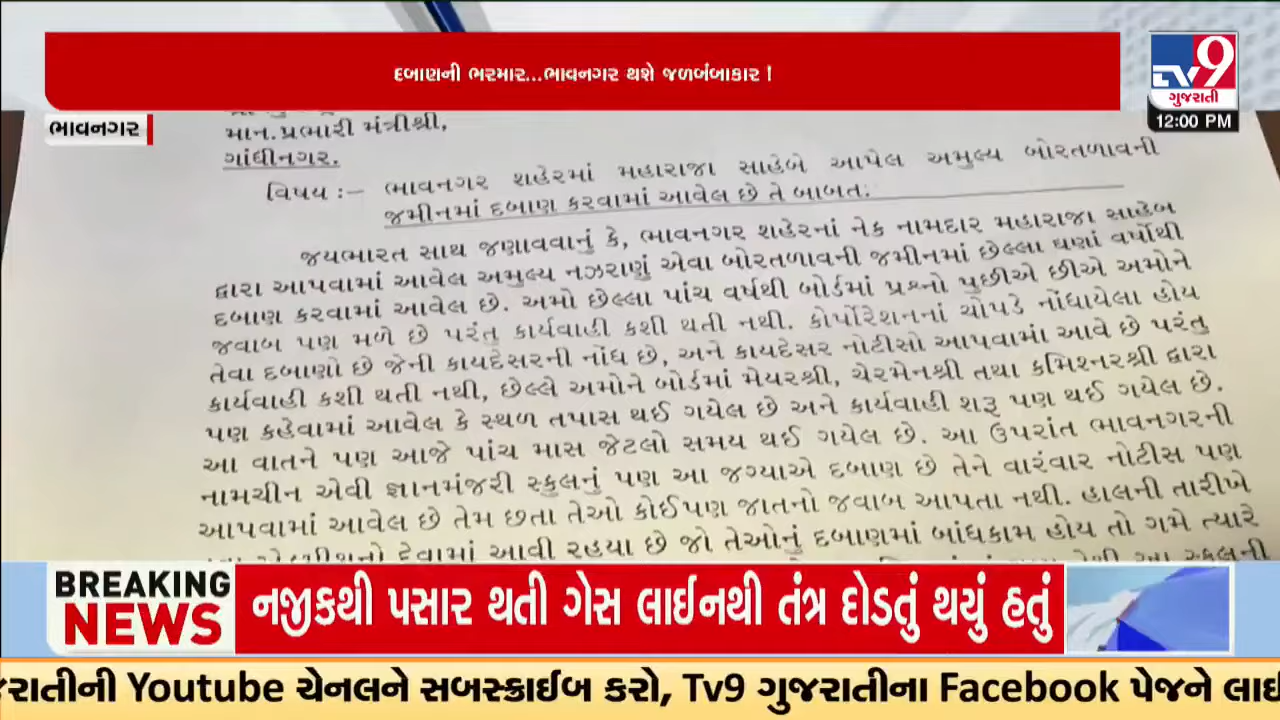 દબાણની ભરમાર...ભાવનગર થશે જળબંબાકાર !
TV9
ગુજરાતી
12:00 PM
ભાવનગર
માન.પ્રભારી મંત્રીશ્રી,
ગાંધીનગર.
વિષય :- ભાવનગર શહેરમાં મહારાજા સાહેબે આપેલ અમુલ્ય બોરતળાવની
જમીનમાં દબાણ કરવામાં આવેલ છે તે બાબત.
જયભારત સાથ જણાવવાનું કે, ભાવનગર શહેરનાં નેક નામદાર મહારાજા સાહેબ
દ્વારા આપવામાં આવેલ અમુલ્ય નઝરાણું એવા બોરતળાવની જમીનમાં છેલ્લા ઘણાં વર્ષોથી
દબાણ કરવામાં આવેલ છે. અમો છેલ્લા પાંચ વર્ષથી બોર્ડમાં પ્રશ્નો પુછીએ છીએ અમોને
જવાબ પણ મળે છે પરંતુ કાર્યવાહી કશી થતી નથી. કોર્પોરેશનનાં ચોપડે નોંધાયેલા હોય
તેવા દબાણો છે જેની કાયદેસરની નોંધ છે, અને કાયદેસર નોટીસો આપવામાં આવે છે પરંતુ
કાર્યવાહી કશી થતી નથી, છેલ્લે અમોને બોર્ડમાં મેયરશ્રી, ચેરમેનશ્રી તથા કમિશ્નરશ્રી દ્વારા
પણ કહેવામાં આવેલ કે સ્થળ તપાસ થઈ ગયેલ છે અને કાર્યવાહી શરૂ પણ થઈ ગયેલ છે.
આ વાતને પણ આજે પાંચ માસ જેટલો સમય થઈ ગયેલ છે. આ ઉપરાંત ભાવનગરની
નામચીન એવી જ્ઞાનમંજરી સ્કુલનું પણ આ જગ્યાએ દબાણ છે તેને વારંવાર નોટીસ પણ
આપવામાં આવેલ છે તેમ છતા તેઓ કોઈપણ જાતનો જવાબ આપતા નથી. હાલની તારીખે
દેવામાં આવી રહયા છે જો તેઓનું દબાણમાં બાંધકામ હોય તો ગમે ત્યારે
આ સ્કુલની
BREAKING
NEWS
નજીકથી પસાર થતી ગેસ લાઈનથી તંત્ર દોડતું થયું હતું
જરાતીની Youtube ચેનલને સબસ્ક્રાઈબ કરો, Tv9 ગુજરાતીના Facebook પેજને લાઈ